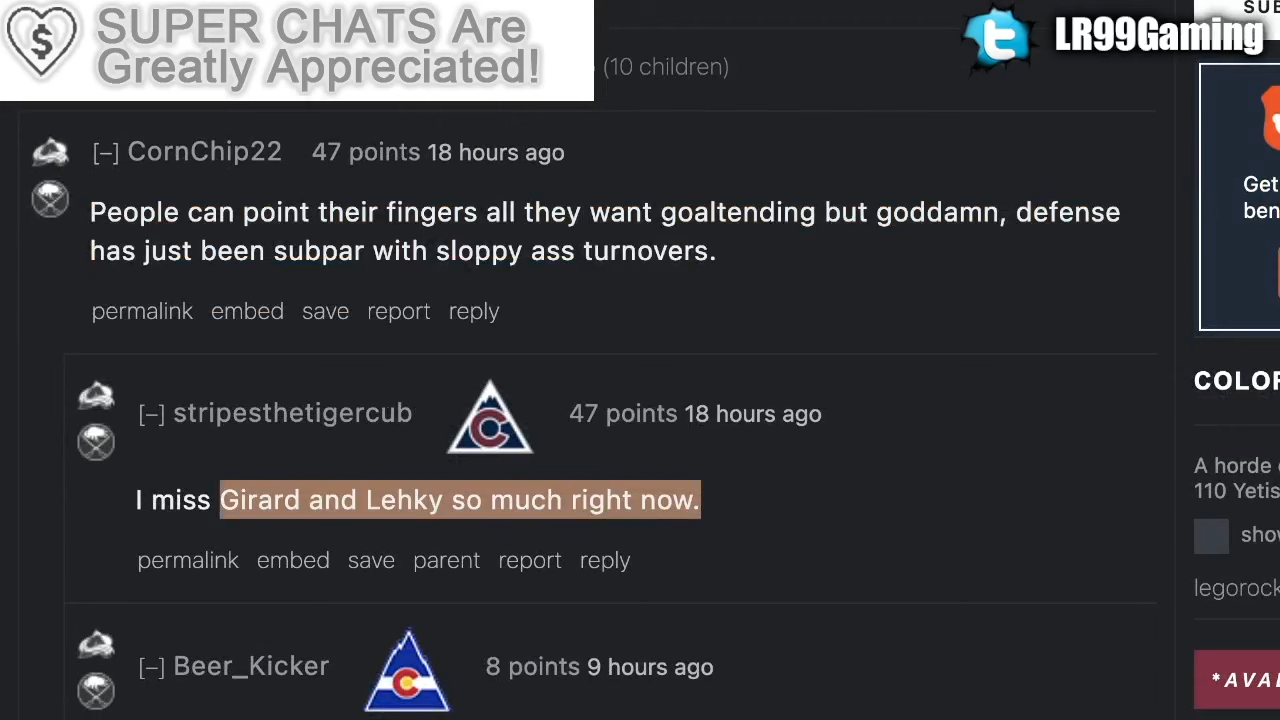 SUPER CHATS Are
Greatly Appreciated!
(10 children)
LR99Gaming
[–] CornChip22 47 points 18 hours ago
People can point their fingers all they want goaltending but goddamn, defense
has just been subpar with sloppy ass turnovers.
permalink embed save report reply
[–] stripesthetigercub 47 points 18 hours ago
I miss Girard and Lehky so much right now.
permalink embed save parent report reply
[–] Beer_Kicker 8 points 9 hours ago
Get
A horde
110 Yetis
legorock
*AVA